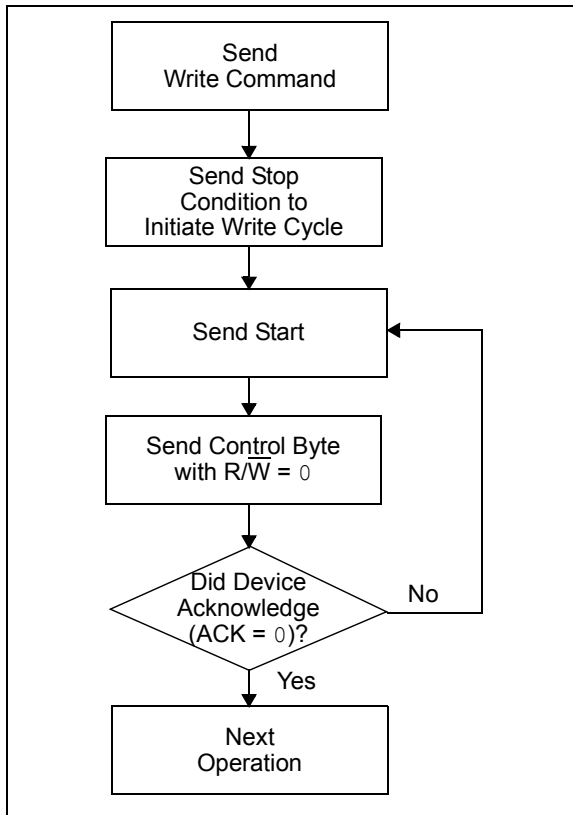 Send
Write Command
Send Stop
Condition to
Initiate Write Cycle
Send Start
Send Control Byte
with R/W̅ = 0
Did Device
Acknowledge
(ACK = 0)?
No
Yes
Next
Operation